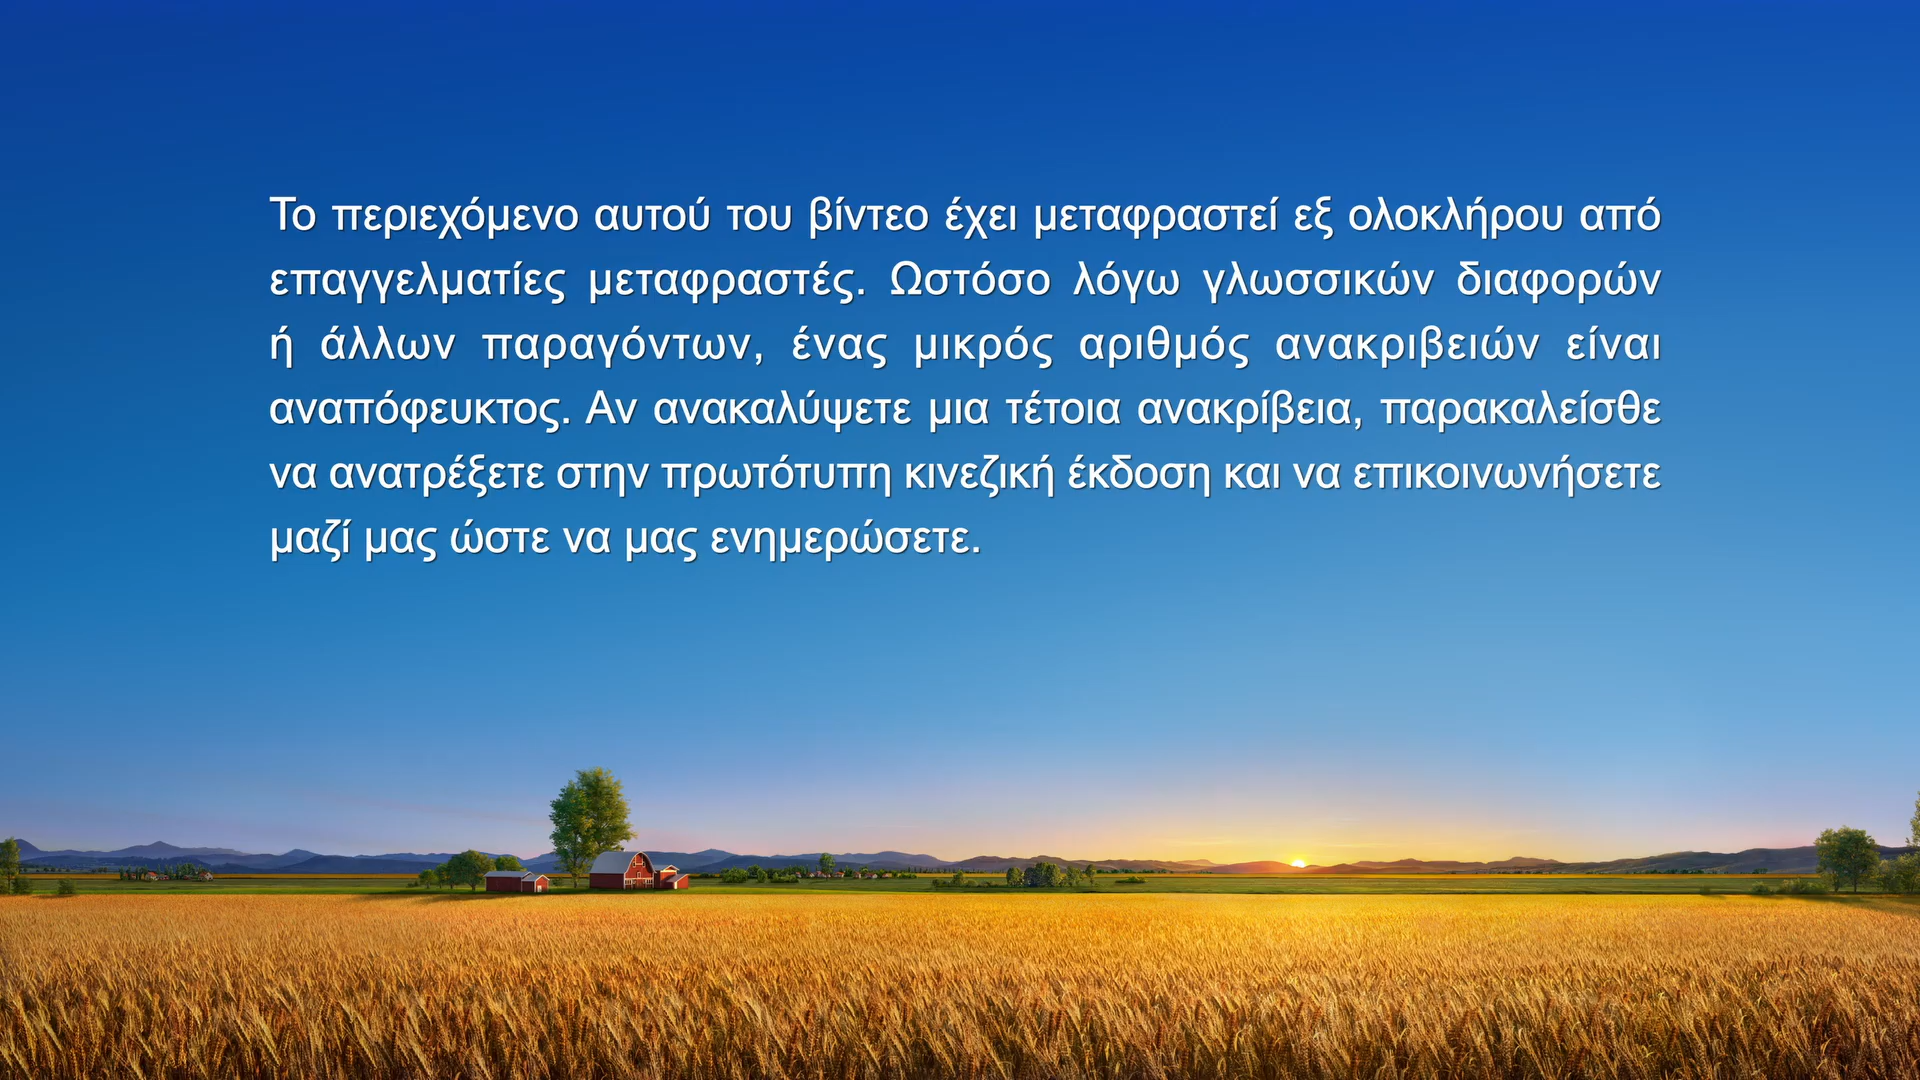 Το περιεχόμενο αυτού του βίντεο έχει μεταφραστεί εξ ολοκλήρου από
επαγγελματίες μεταφραστές. Ωστόσο λόγω γλωσσικών διαφορών
ή άλλων παραγόντων, ένας μικρός αριθμός ανακριβειών είναι
αναπόφευκτος. Αν ανακαλύψετε μια τέτοια ανακρίβεια, παρακαλείσθε
να ανατρέξετε στην πρωτότυπη κινεζική έκδοση και να επικοινωνήσετε
μαζί μας ώστε να μας ενημερώσετε.